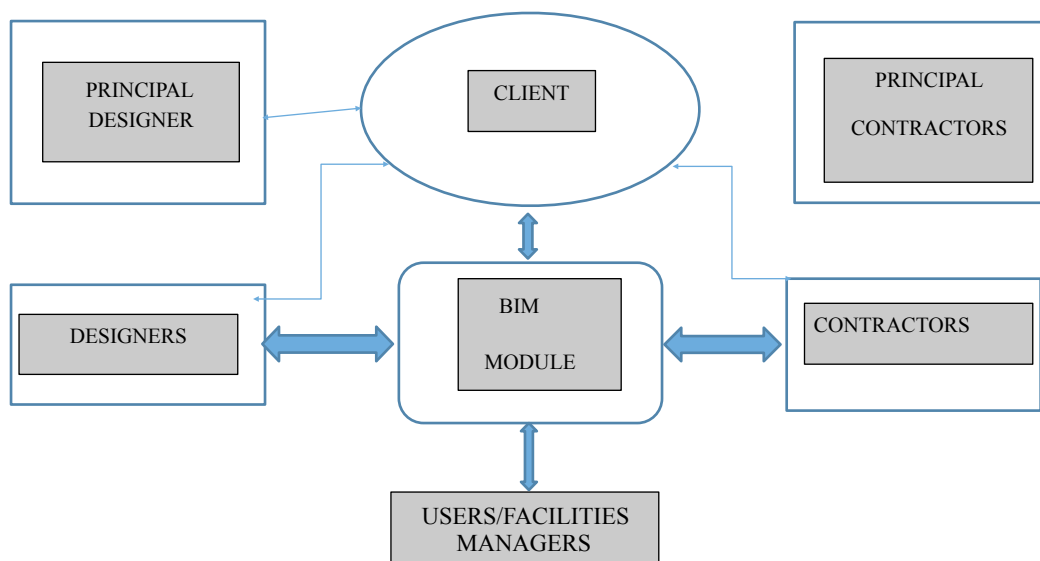 PRINCIPAL
DESIGNER
CLIENT
PRINCIPAL
CONTRACTORS
DESIGNERS
BIM
MODULE
CONTRACTORS
USERS/FACILITIES
MANAGERS